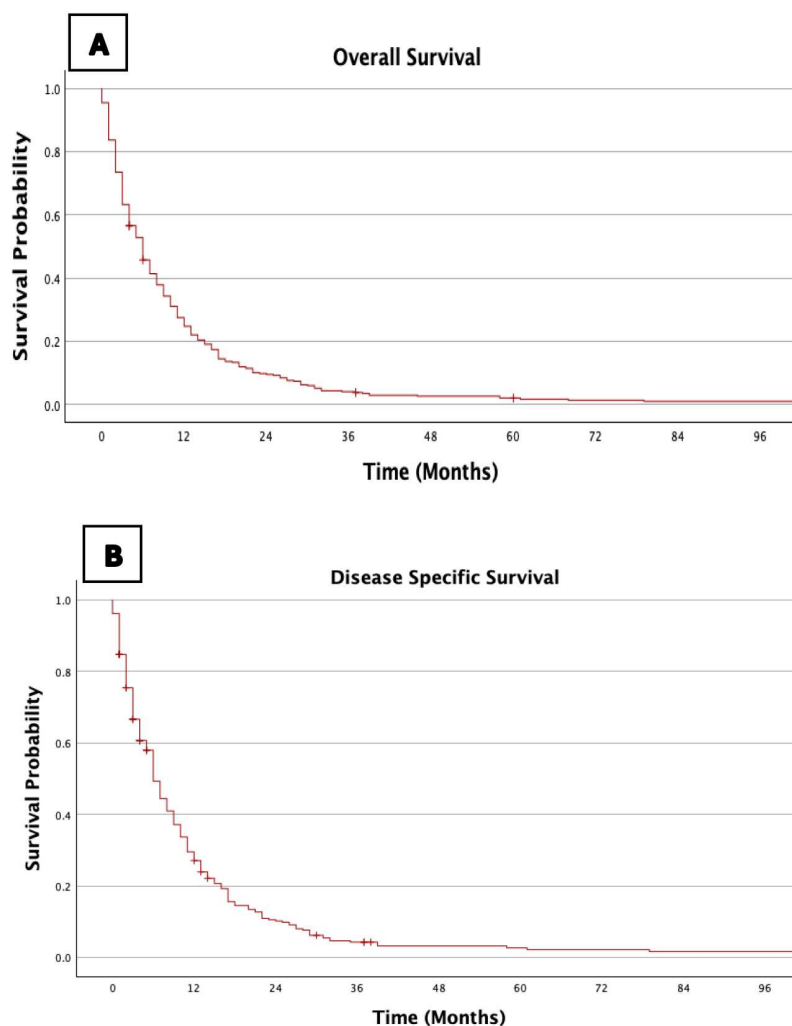 A
Overall Survival
Survival Probability
1.0
0.8
0.6
0.4
0.2
0.0
0 12 24 36 48 60 72 84 96
Time (Months)
B
Disease Specific Survival
Survival Probability
1.0
0.8
0.6
0.4
0.2
0.0
0 12 24 36 48 60 72 84 96
Time (Months)